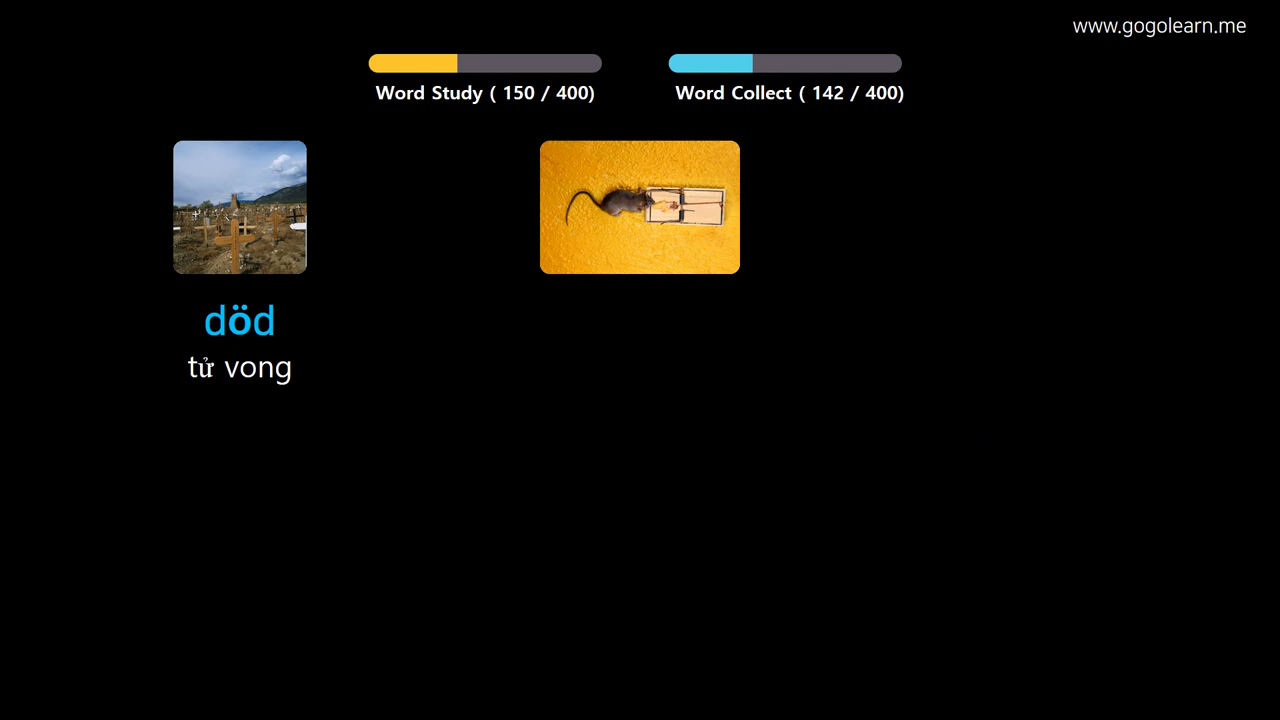 www.gogolearn.me
Word Study ( 150 / 400)
Word Collect ( 142 / 400)
död
tử vong